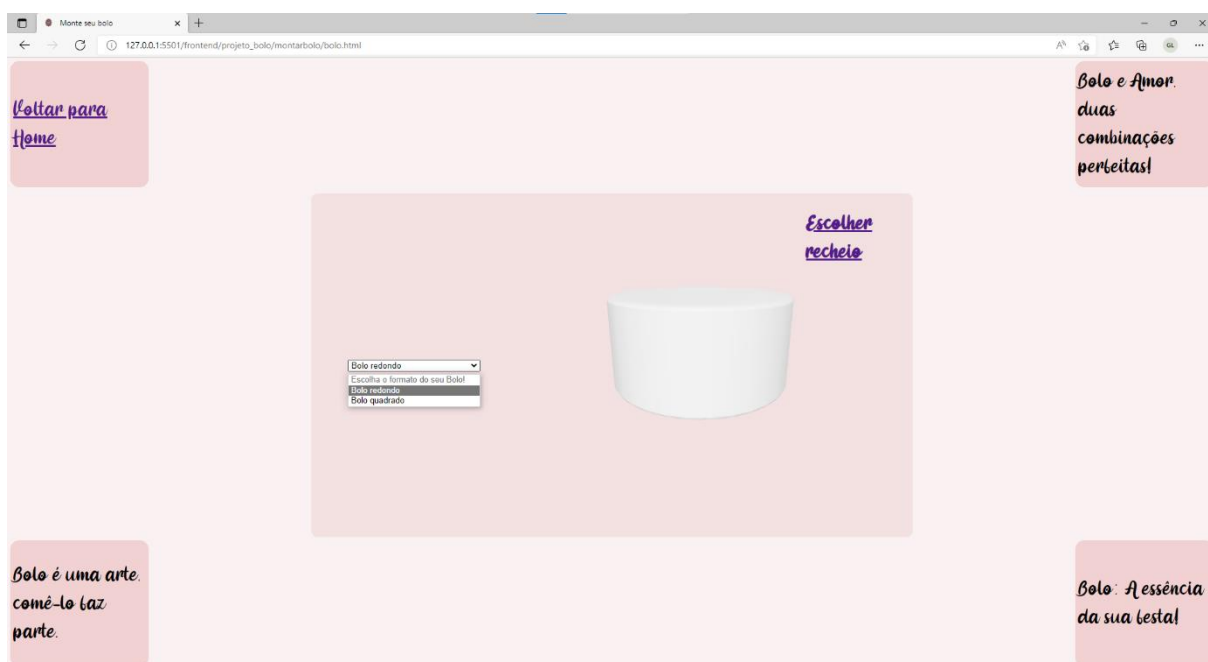 Monte seu bolo
127.0.0.1:5501/frontend/projeto_bolo/montarbolo/bolo.html
GL
Voltar para
Home
Bolo e Amor.
duas
combinações
perfeitas!
Escolher
recheio
Bolo redondo
Escolha o formato do seu Bolo!
Bolo redondo
Bolo quadrado
Bolo é uma arte.
comê-lo faz
parte.
Bolo: A essência
da sua festa!